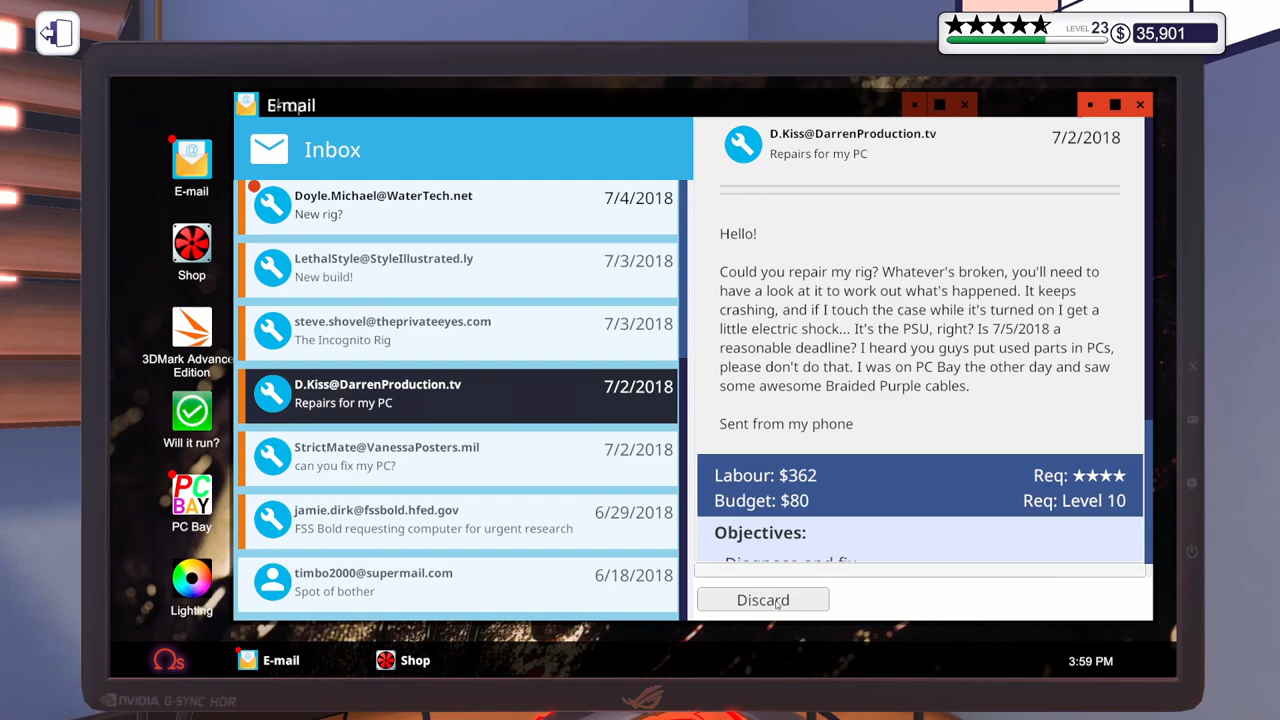 LEVEL 23
$ 35,901
E-mail
Inbox
Doyle.Michael@WaterTech.net
New rig?
7/4/2018
LethalStyle@StyleIllustrated.ly
New build!
7/3/2018
steve.shovel@theprivateeyes.com
The Incognito Rig
7/3/2018
D.Kiss@DarrenProduction.tv
Repairs for my PC
7/2/2018
StrictMate@VanessaPosters.mil
can you fix my PC?
7/2/2018
jamie.dirk@fssbold.hfed.gov
FSS Bold requesting computer for urgent research
6/29/2018
timbo2000@supermail.com
Spot of bother
6/18/2018
D.Kiss@DarrenProduction.tv
Repairs for my PC
7/2/2018
Hello!
Could you repair my rig? Whatever's broken, you'll need to
have a look at it to work out what's happened. It keeps
crashing, and if I touch the case while it's turned on I get a
little electric shock... It's the PSU, right? Is 7/5/2018 a
reasonable deadline? I heard you guys put used parts in PCs,
please don't do that. I was on PC Bay the other day and saw
some awesome Braided Purple cables.
Sent from my phone
Labour: $362
Req: ★★★★
Budget: $80
Req: Level 10
Objectives:
Diagnose and fix
Discard
E-mail
Shop
3DMark Advance
Edition
Will it run?
PC
BAY
PC Bay
Lighting
Ωs
E-mail
Shop
3:59 PM
NVIDIA G-SYNC HDR